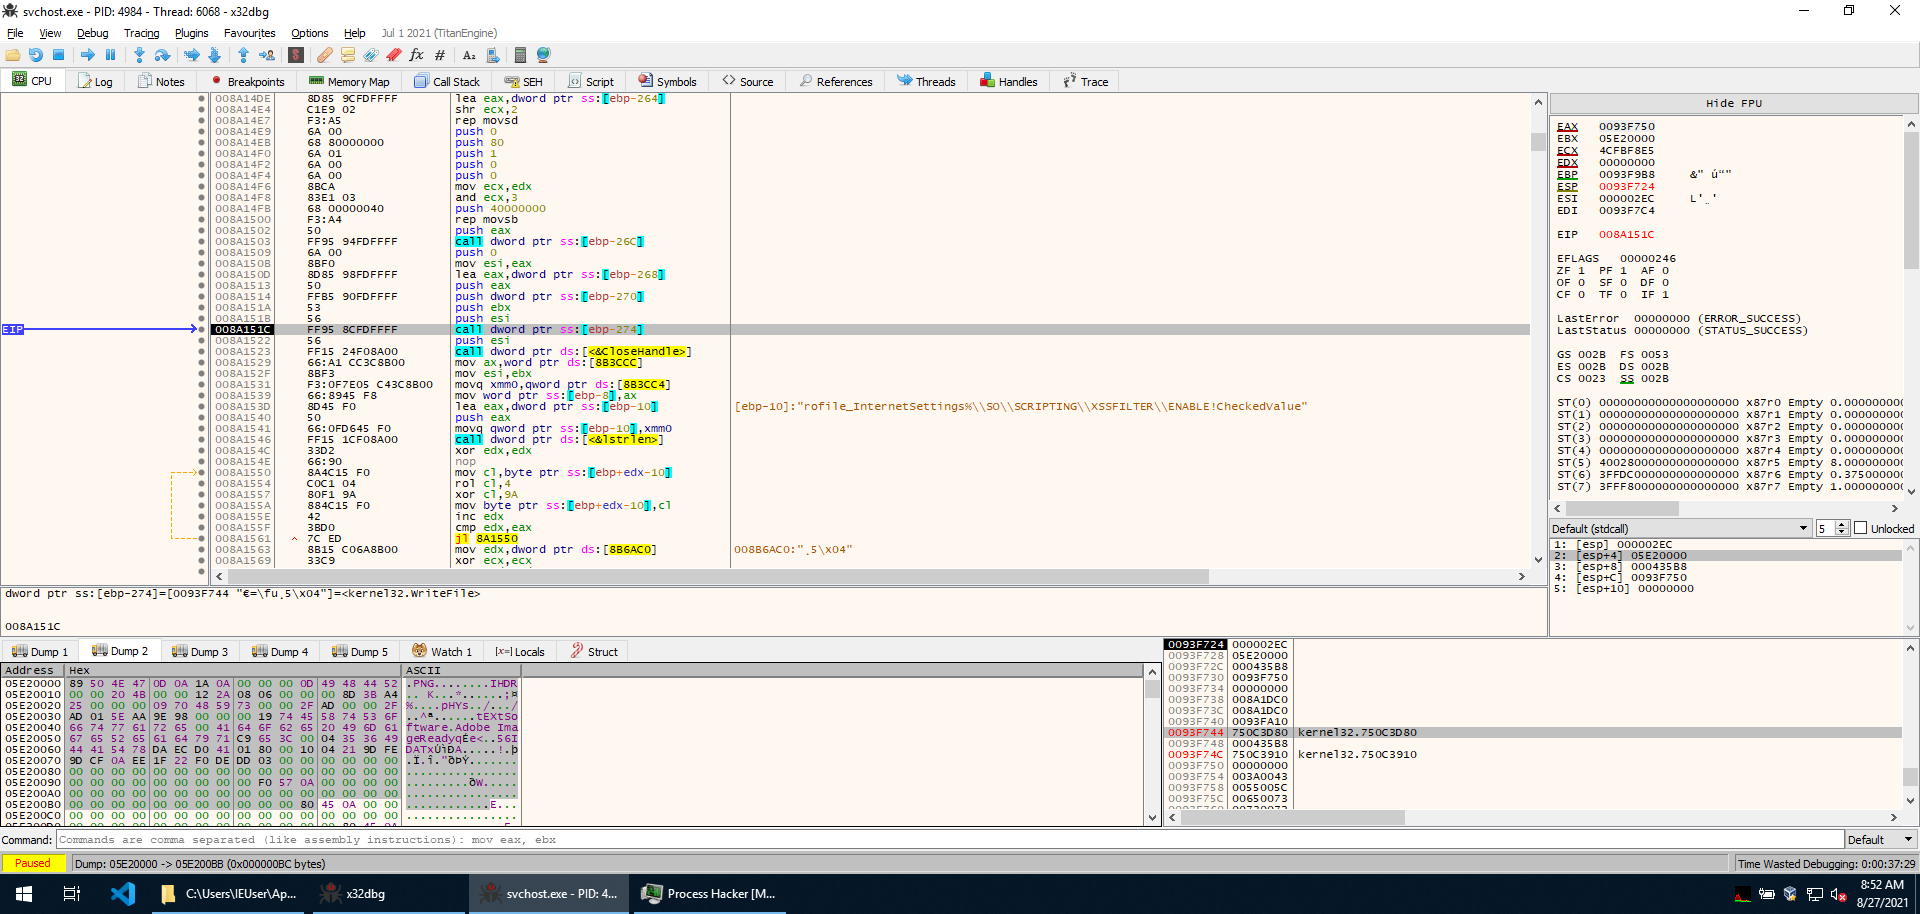 svchost.exe - PID: 4984 - Thread: 6068 - x32dbg
File View Debug Tracing Plugins Favourites Options Help Jul 1 2021 (TitanEngine)
CPU Log Notes Breakpoints Memory Map Call Stack SEH Script Symbols Source References Threads Handles Trace
008A14DE 8D85 9CFDFFFF lea eax,dword ptr ss:[ebp-264]
008A14E4 C1E9 02 shr ecx,2
008A14E7 F3:A5 rep movsd
008A14E9 6A 00 push 0
008A14EB 68 80000000 push 80
008A14F0 6A 01 push 1
008A14F2 6A 00 push 0
008A14F4 6A 00 push 0
008A14F6 8BCA mov ecx,edx
008A14F8 83E1 03 and ecx,3
008A14FB 68 00000040 push 40000000
008A1500 F3:A4 rep movsb
008A1502 50 push eax
008A1503 FF95 94FDFFFF call dword ptr ss:[ebp-26C]
008A1509 6A 00 push 0
008A150B 8BF0 mov esi,eax
008A150D 8D85 98FDFFFF lea eax,dword ptr ss:[ebp-268]
008A1513 50 push eax
008A1514 FFB5 90FDFFFF push dword ptr ss:[ebp-270]
008A151A 53 push ebx
008A151B 56 push esi
EIP 008A151C FF95 8CFDFFFF call dword ptr ss:[ebp-274]
008A1522 56 push esi
008A1523 FF15 24F08A00 call dword ptr ds:[<&CloseHandle>]
008A1529 66:A1 CC3C8B00 mov ax,word ptr ds:[8B3CCC]
008A152F 8BF3 mov esi,ebx
008A1531 F3:0F7E05 C43C8B00 movq xmm0,qword ptr ds:[8B3CC4]
008A1539 66:8945 F8 mov word ptr ss:[ebp-8],ax
008A153D 8D45 F0 lea eax,dword ptr ss:[ebp-10] [ebp-10]:"rofile_InternetSettings%\\SO\\SCRIPTING\\XSSFILTER\\ENABLE!CheckedValue"
008A1540 50 push eax
008A1541 66:0FD645 F0 movq qword ptr ss:[ebp-10],xmm0
008A1546 FF15 1CF08A00 call dword ptr ds:[<&lstrlen>]
008A154C 33D2 xor edx,edx
008A154E 66:90 nop
008A1550 8A4C15 F0 mov cl,byte ptr ss:[ebp+edx-10]
008A1554 C0C1 04 rol cl,4
008A1557 80F1 9A xor cl,9A
008A155A 884C15 F0 mov byte ptr ss:[ebp+edx-10],cl
008A155E 42 inc edx
008A155F 3BD0 cmp edx,eax
008A1561 7C ED jl 8A1550
008A1563 8B15 C06A8B00 mov edx,dword ptr ds:[8B6AC0] 008B6AC0:"¸5\x04"
008A1569 33C9 xor ecx,ecx
Hide FPU
EAX 0093F750
EBX 05E20000
ECX 4CFBF8E5
EDX 00000000
EBP 0093F9B8 &" ú“"
ESP 0093F724
ESI 000002EC L'ˬ'
EDI 0093F7C4
EIP 008A151C
EFLAGS 00000246
ZF 1 PF 1 AF 0
OF 0 SF 0 DF 0
CF 0 TF 0 IF 1
LastError 00000000 (ERROR_SUCCESS)
LastStatus 00000000 (STATUS_SUCCESS)
GS 002B FS 0053
ES 002B DS 002B
CS 0023 SS 002B
ST(0) 00000000000000000000 x87r0 Empty 0.000000000
ST(1) 00000000000000000000 x87r1 Empty 0.000000000
ST(2) 00000000000000000000 x87r2 Empty 0.000000000
ST(3) 00000000000000000000 x87r3 Empty 0.000000000
ST(4) 00000000000000000000 x87r4 Empty 0.000000000
ST(5) 40028000000000000000 x87r5 Empty 8.000000000
ST(6) 3FFDC000000000000000 x87r6 Empty 0.375000000
ST(7) 3FFF8000000000000000 x87r7 Empty 1.000000000
Default (stdcall) 5 Unlocked
1: [esp] 000002EC
2: [esp+4] 05E20000
3: [esp+8] 000435B8
4: [esp+C] 0093F750
5: [esp+10] 00000000
dword ptr ss:[ebp-274]=[0093F744 "€=\fu¸5\x04"]=<kernel32.WriteFile>
008A151C
Dump 1 Dump 2 Dump 3 Dump 4 Dump 5 Watch 1 [x=] Locals Struct
Address Hex ASCII
05E20000 89 50 4E 47 0D 0A 1A 0A 00 00 00 0D 49 48 44 52 .PNG........IHDR
05E20010 00 00 20 4B 00 00 12 2A 08 06 00 00 00 8D 3B A4 .. K...*......;¤
05E20020 25 00 00 00 09 70 48 59 73 00 00 2F AD 00 00 2F %....pHYs../­../
05E20030 AD 01 5E AA 9E 98 00 00 00 19 74 45 58 74 53 6F ­.^ª......tEXtSo
05E20040 66 74 77 61 72 65 00 41 64 6F 62 65 20 49 6D 61 ftware.Adobe Ima
05E20050 67 65 52 65 61 64 79 71 C9 65 3C 00 04 35 36 49 geReadyqÉe<..56I
05E20060 44 41 54 78 DA EC D0 41 01 80 00 10 04 21 9D FE DATxÚìÐA.....!.þ
05E20070 9D CF 0A EE 1F 22 F0 DE DD 03 00 00 00 00 00 00 .Ï.î."ðÞÝ.......
05E20080 00 00 00 00 00 00 00 00 00 00 00 00 00 00 00 00 ................
05E20090 00 00 00 00 00 00 00 00 00 F0 57 0A 00 00 00 00 .........ðW.....
05E200A0 00 00 00 00 00 00 00 00 00 00 00 00 00 00 00 00 ................
05E200B0 00 00 00 00 00 00 00 00 00 00 00 80 45 0A 00 00 ............E...
05E200C0 00 00 00 00 00 00 00 00 00 00 00 00 00 00 00 00 ................
0093F724 000002EC
0093F728 05E20000
0093F72C 000435B8
0093F730 0093F750
0093F734 00000000
0093F738 008A1DC0
0093F73C 008A1DC0
0093F740 0093FA10
0093F744 750C3D80 kernel32.750C3D80
0093F748 000435B8
0093F74C 750C3910 kernel32.750C3910
0093F750 00000000
0093F754 003A0043
0093F758 0055005C
0093F75C 00650073
Command: Commands are comma separated (like assembly instructions): mov eax, ebx Default
Paused Dump: 05E20000 -> 05E200BB (0x000000BC bytes) Time Wasted Debugging: 0:00:37:29
C:\Users\IEUser\Ap... x32dbg svchost.exe - PID: 4... Process Hacker [M... 8:52 AM
8/27/2021